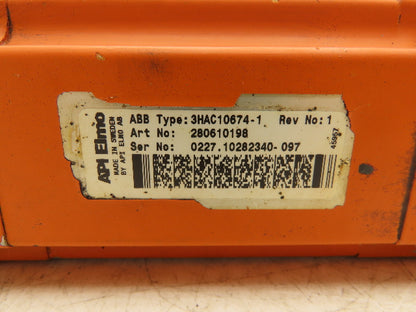 API Elmo
MADE IN SWEDEN
BY API ELMO AB
ABB Type: 3HAC10674-1 Rev No: 1
Art No: 280610198
Ser No: 0227.10282340-097
45967